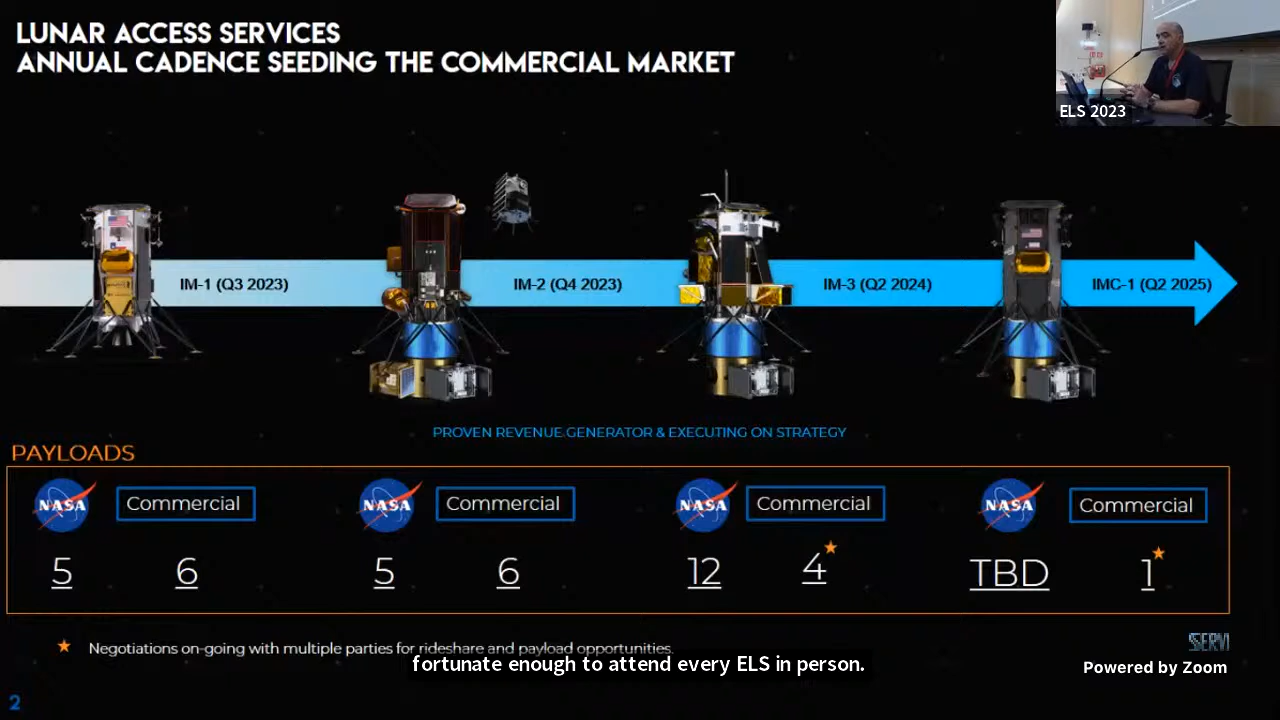 LUNAR ACCESS SERVICES
ANNUAL CADENCE SEEDING THE COMMERCIAL MARKET
ELS 2023
IM-1 (Q3 2023)
IM-2 (Q4 2023)
IM-3 (Q2 2024)
IMC-1 (Q2 2025)
PROVEN REVENUE GENERATOR & EXECUTING ON STRATEGY
PAYLOADS
NASA Commercial NASA Commercial NASA Commercial NASA Commercial
5 6 5 6 12 4 TBD 1
Negotiations on-going with multiple parties for rideshare and payload opportunities.
fortunate enough to attend every ELS in person.
Powered by Zoom
2